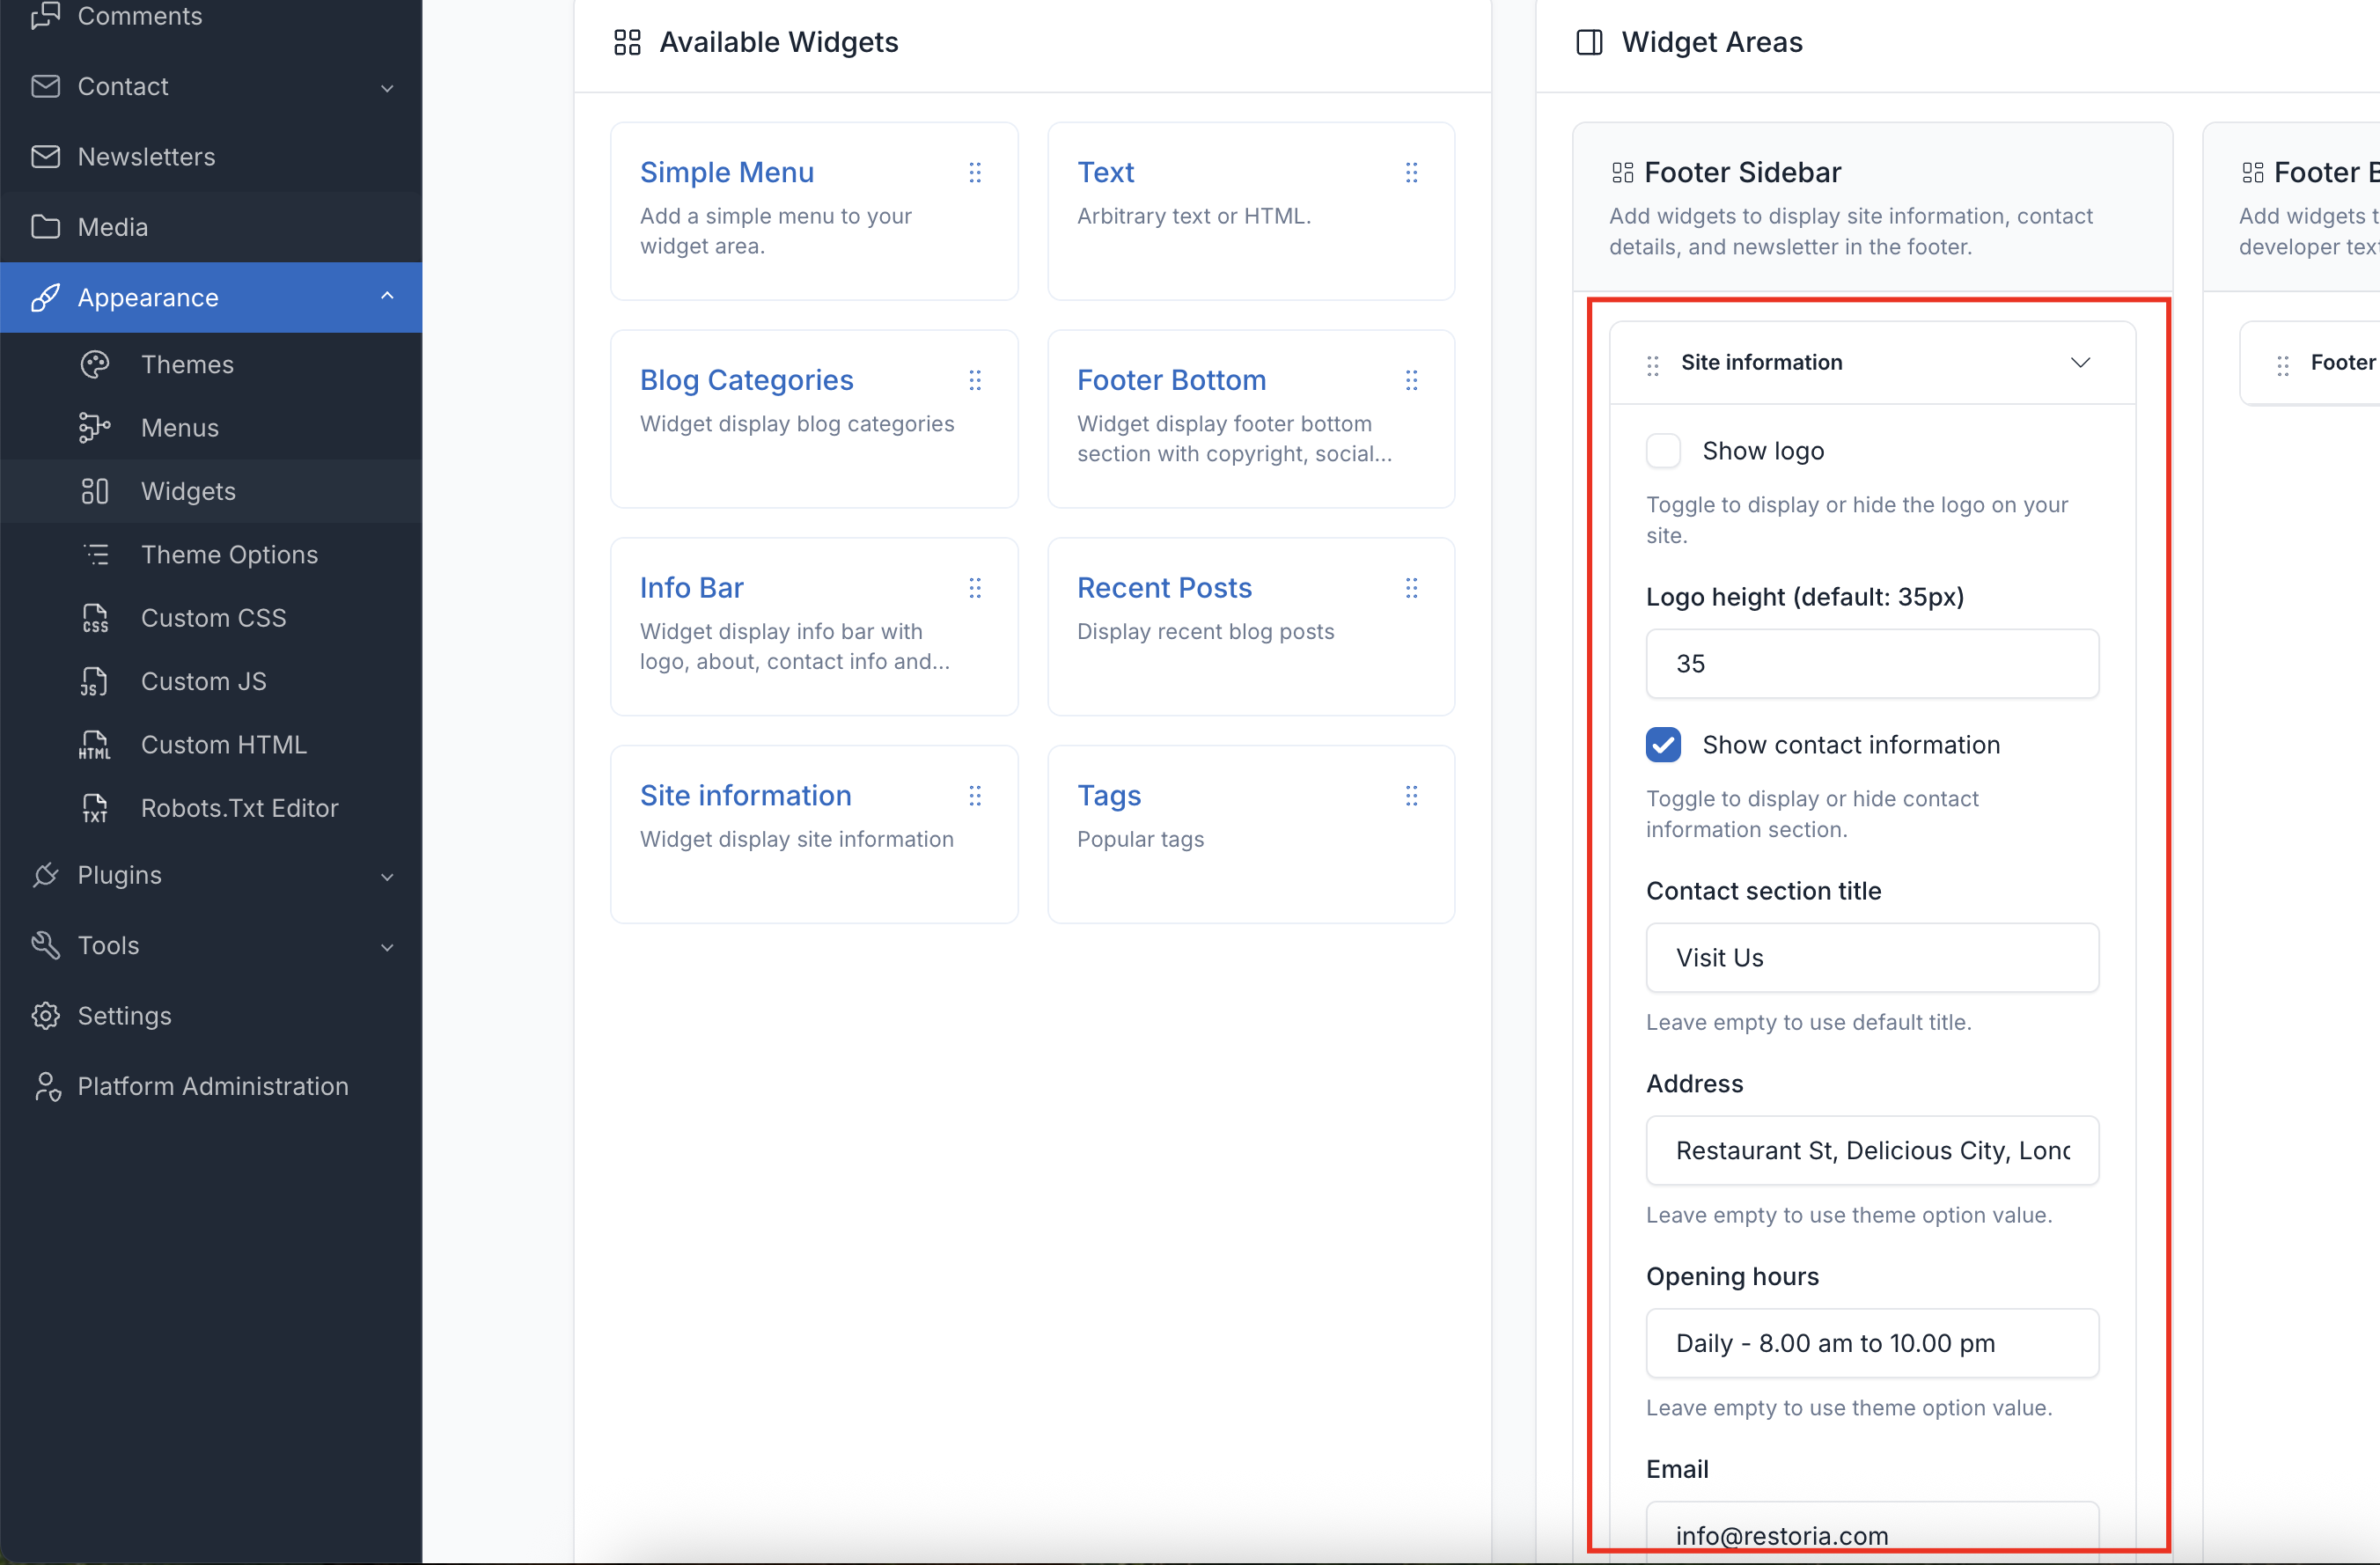 Comments
Contact
Newsletters
Media
Appearance
Themes
Menus
Widgets
Theme Options
CSS
Custom CSS
JS
Custom JS
HTML
Custom HTML
TXT
Robots.Txt Editor
Plugins
Tools
Settings
Platform Administration
Available Widgets
Simple Menu
Add a simple menu to your
widget area.
Text
Arbitrary text or HTML.
Blog Categories
Widget display blog categories
Footer Bottom
Widget display footer bottom
section with copyright, social...
Info Bar
Widget display info bar with
logo, about, contact info and...
Recent Posts
Display recent blog posts
Site information
Widget display site information
Tags
Popular tags
Widget Areas
Footer Sidebar
Add widgets to display site information, contact
details, and newsletter in the footer.
Site information
Show logo
Toggle to display or hide the logo on your
site.
Logo height (default: 35px)
35
Show contact information
Toggle to display or hide contact
information section.
Contact section title
Visit Us
Leave empty to use default title.
Address
Restaurant St, Delicious City,
Leave empty to use theme option value.
Opening hours
Daily - 8.00 am to 10.00 pm
Leave empty to use theme option value.
Email
info@restoria.com
Footer
Add widgets
developer
Footer